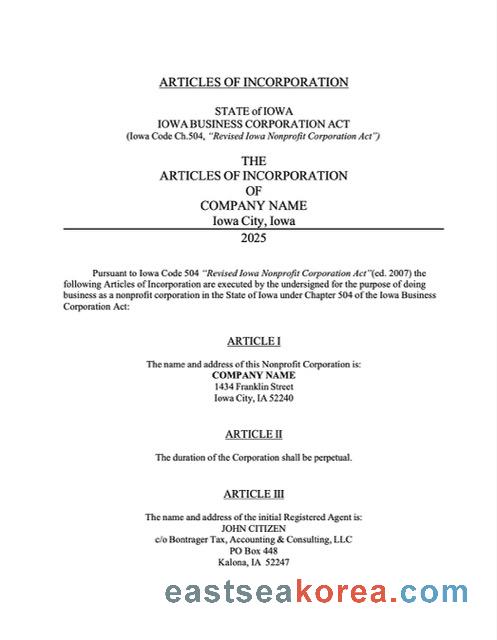 ARTICLES OF INCORPORATION
STATE of IOWA
IOWA BUSINESS CORPORATION ACT
(Iowa Code Ch.504, “Revised Iowa Nonprofit Corporation Act”)
THE
ARTICLES OF INCORPORATION
OF
COMPANY NAME
Iowa City, Iowa
2025
Pursuant to Iowa Code 504 “Revised Iowa Nonprofit Corporation Act”(ed. 2007) the
following Articles of Incorporation are executed by the undersigned for the purpose of doing
business as a nonprofit corporation in the State of Iowa under Chapter 504 of the Iowa Business
Corporation Act:
ARTICLE I
The name and address of this Nonprofit Corporation is:
COMPANY NAME
1434 Franklin Street
Iowa City, IA 52240
ARTICLE II
The duration of the Corporation shall be perpetual.
ARTICLE III
The name and address of the initial Registered Agent is:
JOHN CITIZEN
c/o Bontrager Tax, Accounting & Consulting, LLC
PO Box 448
Kalona, IA 52247
eastseakorea.com